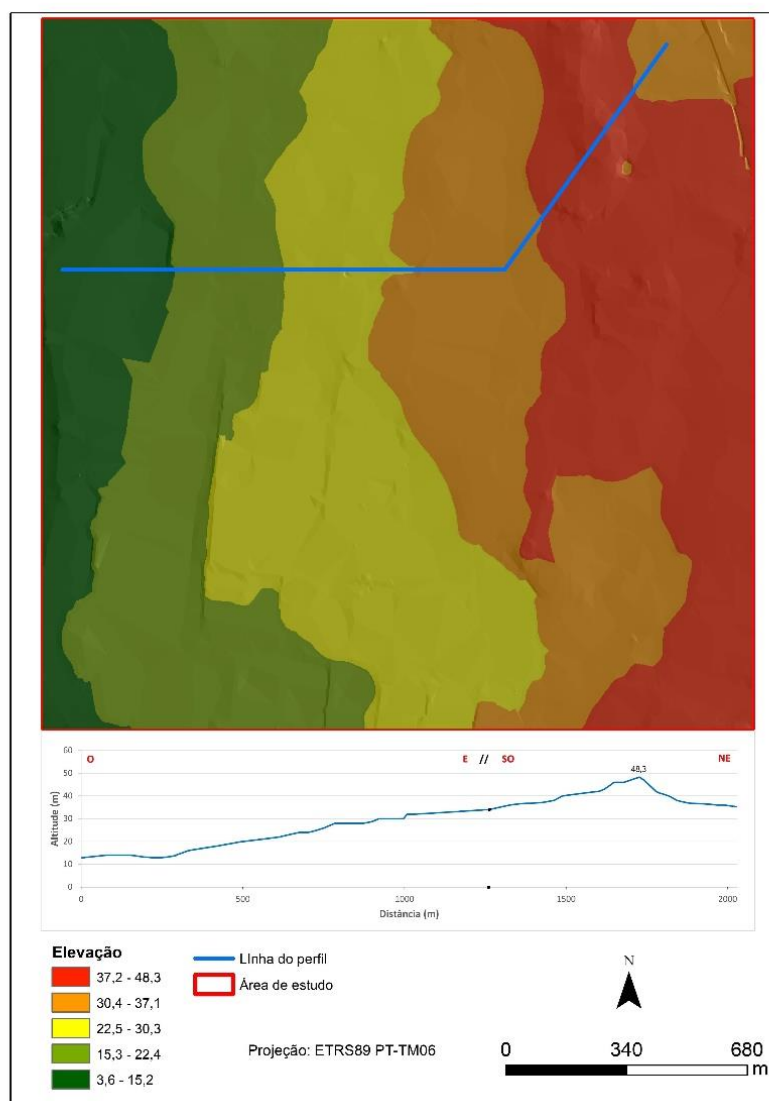 O E // SO NE
48,3
60
50
40
30
20
10
0
Altitude (m)
0 500 1000 1500 2000
Distância (m)
Elevação
37,2 - 48,3
30,4 - 37,1
22,5 - 30,3
15,3 - 22,4
3,6 - 15,2
LInha do perfil
Área de estudo
N
Projeção: ETRS89 PT-TM06
0 340 680
m